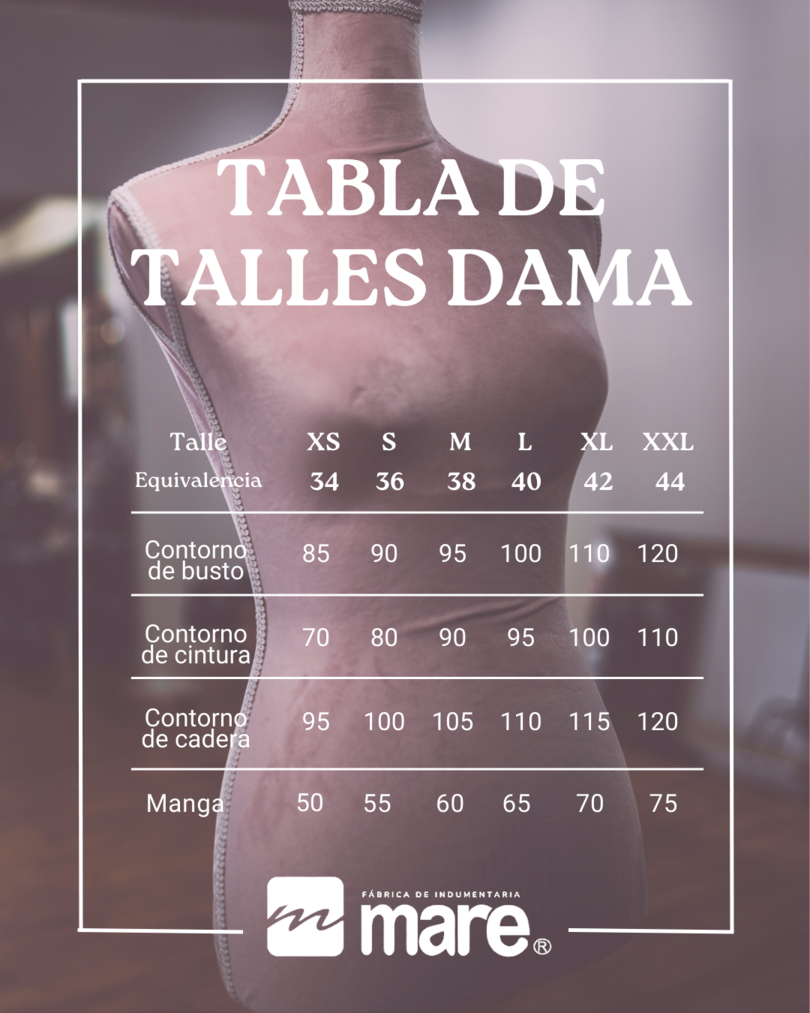 TABLA DE
TALLES DAMA
Talle XS S M L XL XXL
Equivalencia 34 36 38 40 42 44
Contorno
de busto 85 90 95 100 110 120
Contorno
de cintura 70 80 90 95 100 110
Contorno
de cadera 95 100 105 110 115 120
Manga 50 55 60 65 70 75
m
FÁBRICA DE INDUMENTARIA
mare®